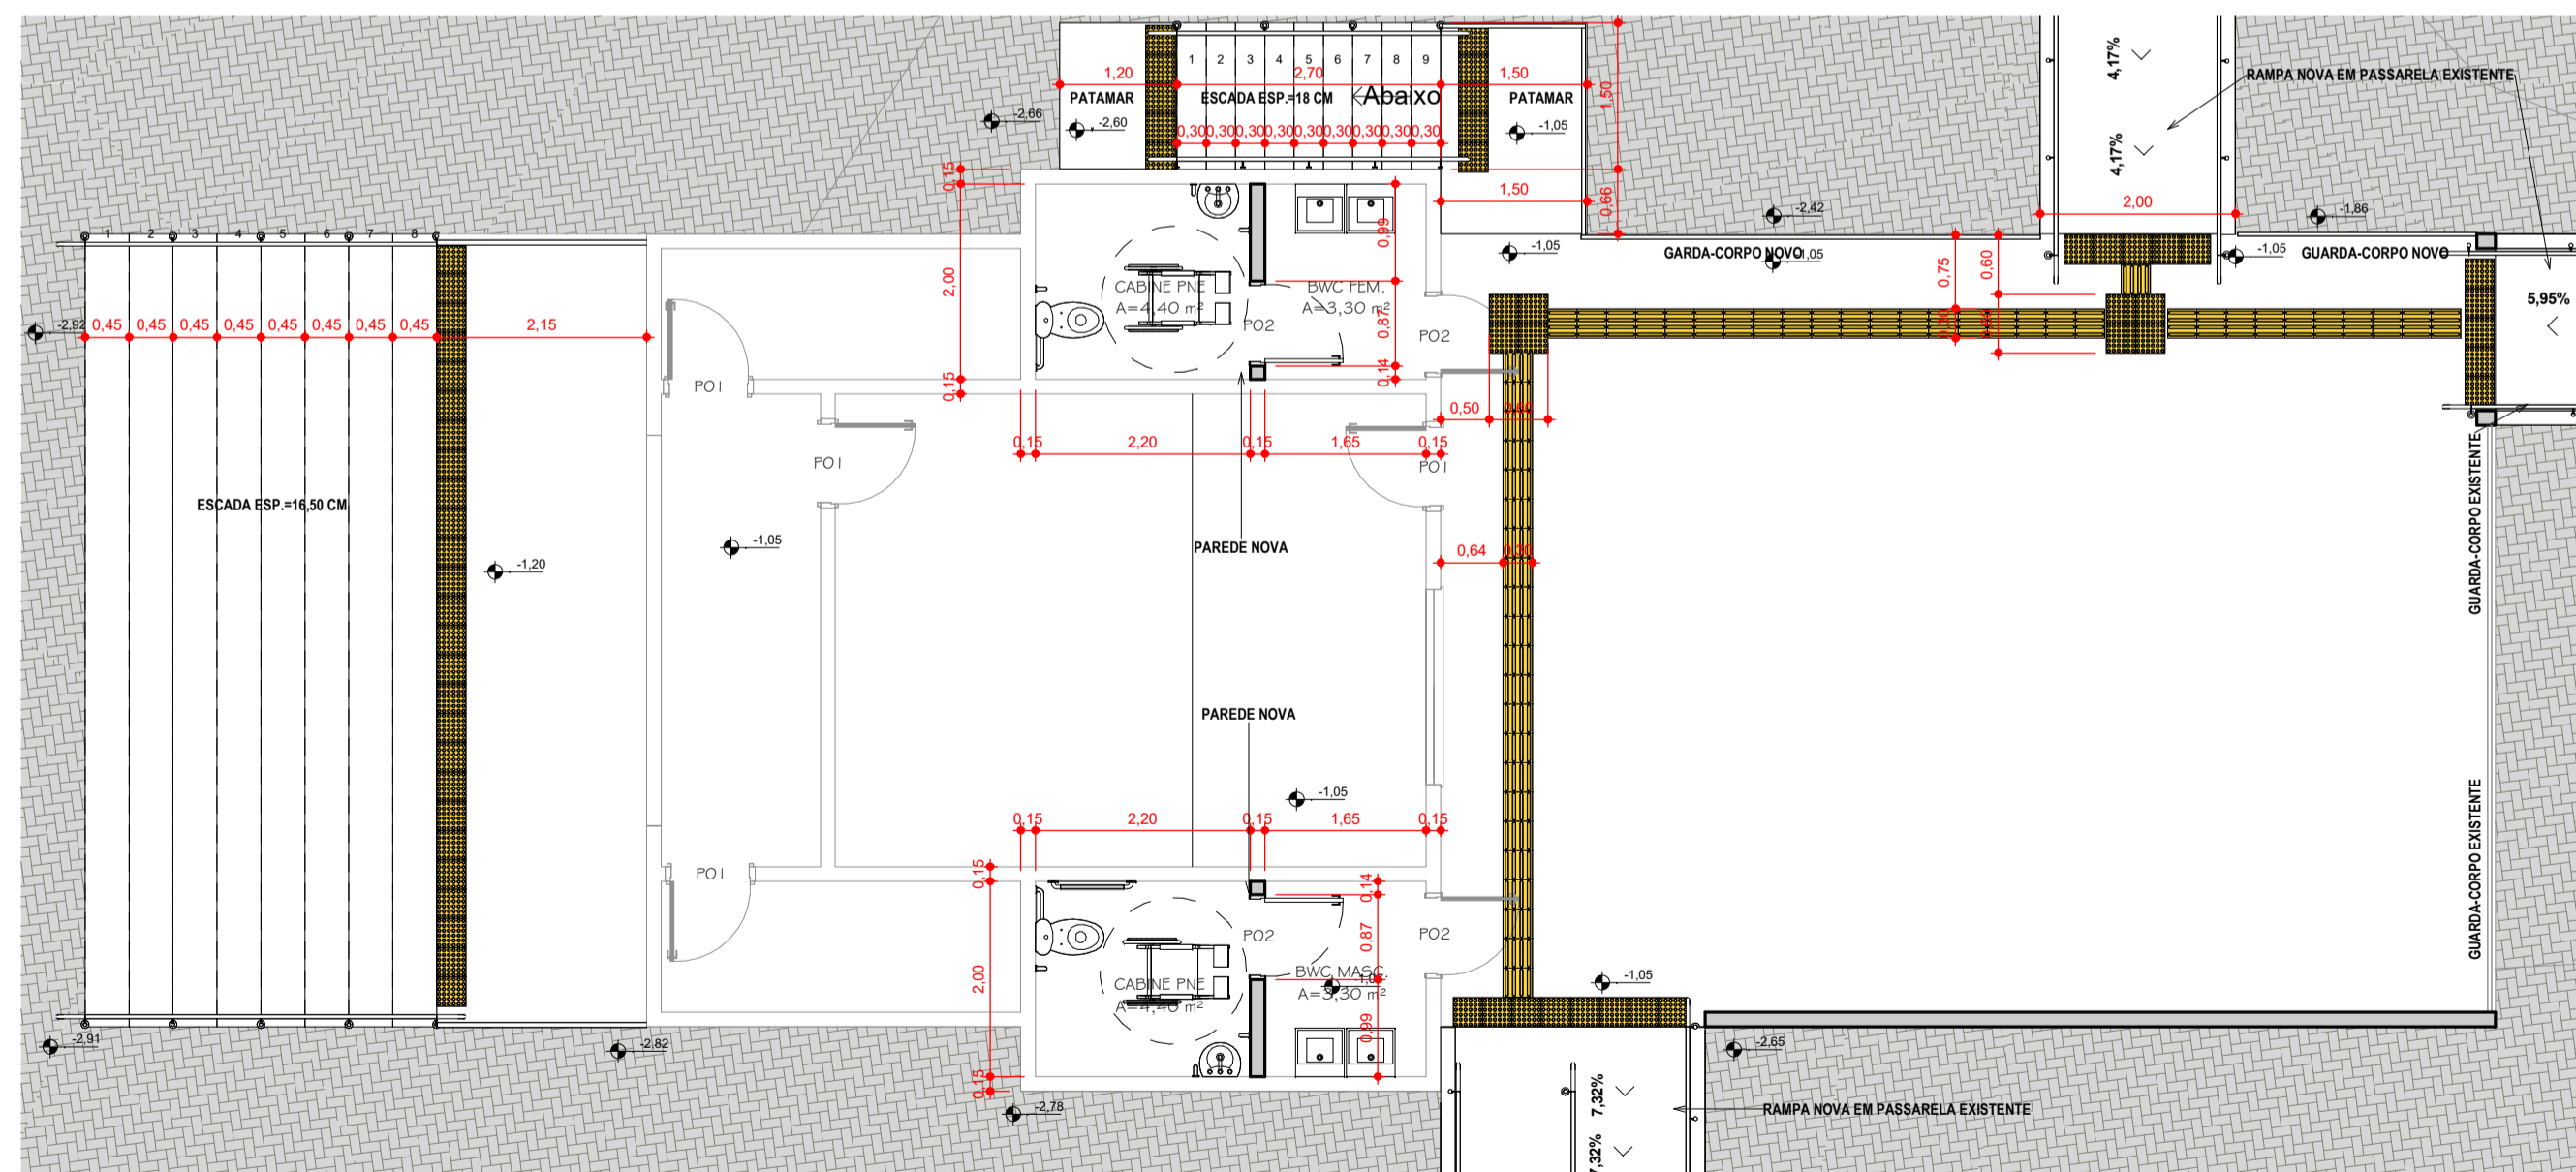 1 2 3 4 5 6 7 8 9
1,20
2,70
1,50
PATAMAR
ESCADA ESP.=18 CM
Abaixo
PATAMAR
1,50
-2,66
-2,60
-1,05
0,30 0,30 0,30 0,30 0,30 0,30 0,30 0,30 0,30
4,17%
4,17%
RAMPA NOVA EM PASSARELA EXISTENTE
0,15
1,50
0,66
2,00
-2,42
-1,86
1 2 3 4 5 6 7 8
0,99
-1,05
GARDA-CORPO NOVO
-1,05
-1,05
GUARDA-CORPO NOVO
0,75
0,60
2,00
CABINE PNE
A=4,40 m²
BWC FEM.
A=3,30 m²
5,95%
-2,92
0,45 0,45 0,45 0,45 0,45 0,45 0,45 0,45
2,15
PO2
0,87
PO2
PO1
0,15
0,14
0,50
0,15
2,20
0,15
1,65
0,15
PO1
PO1
GUARDA-CORPO EXISTENTE
ESCADA ESP.=16,50 CM
-1,05
PAREDE NOVA
0,64
0,30
-1,20
PAREDE NOVA
-1,05
0,15
2,20
0,15
1,65
0,15
GUARDA-CORPO EXISTENTE
PO1
0,15
0,14
PO2
0,87
PO2
2,00
CABINE PNE
A=4,40 m²
BWC MASC.
A=3,30 m²
-1,05
0,99
-2,91
-2,82
-2,65
0,15
-2,78
7,32%
RAMPA NOVA EM PASSARELA EXISTENTE
7,32%